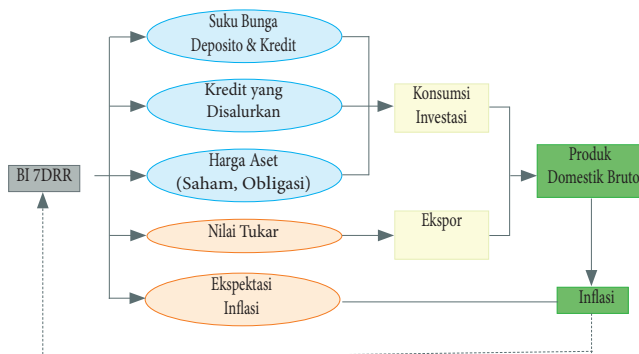 Suku Bunga
Deposito & Kredit
Kredit yang
Disalurkan
Konsumsi
Investasi
BI 7DRR
Harga Aset
(Saham, Obligasi)
Produk
Domestik Bruto
Nilai Tukar
Ekspor
Ekspektasi
Inflasi
Inflasi